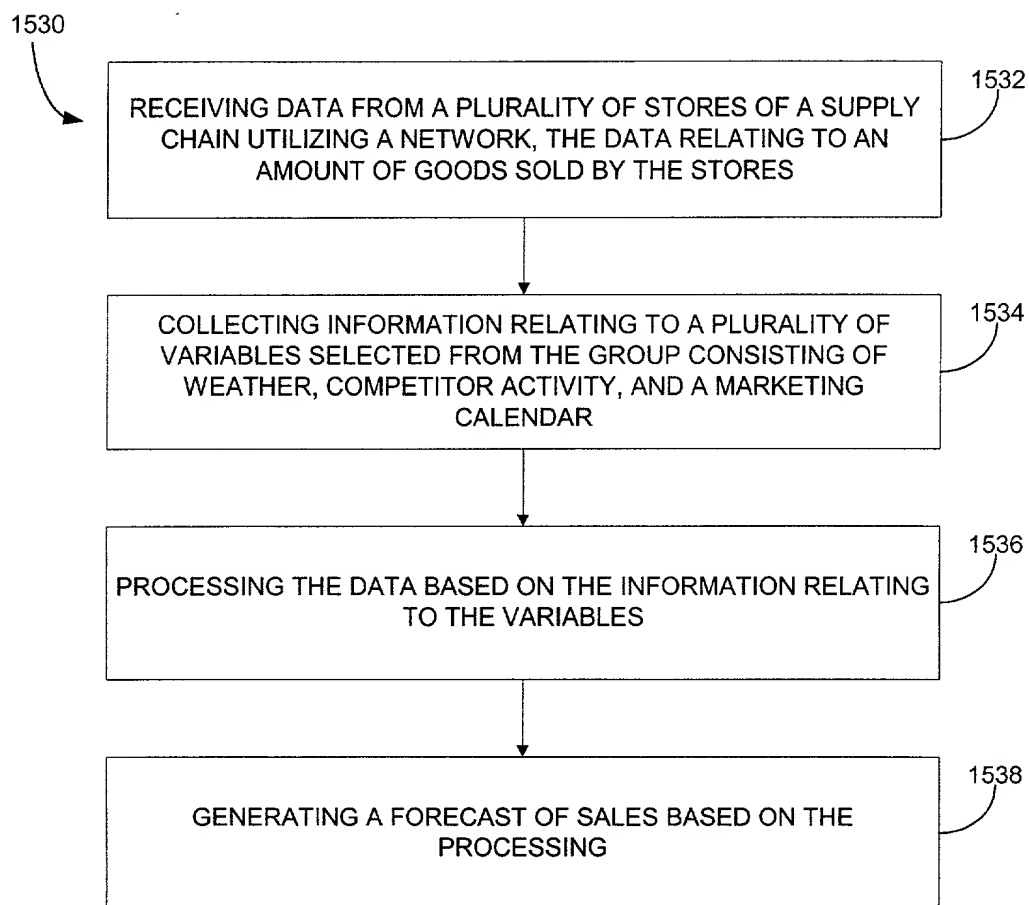 1530
1532
RECEIVING DATA FROM A PLURALITY OF STORES OF A SUPPLY
CHAIN UTILIZING A NETWORK, THE DATA RELATING TO AN
AMOUNT OF GOODS SOLD BY THE STORES
1534
COLLECTING INFORMATION RELATING TO A PLURALITY OF
VARIABLES SELECTED FROM THE GROUP CONSISTING OF
WEATHER, COMPETITOR ACTIVITY, AND A MARKETING
CALENDAR
1536
PROCESSING THE DATA BASED ON THE INFORMATION RELATING
TO THE VARIABLES
1538
GENERATING A FORECAST OF SALES BASED ON THE
PROCESSING